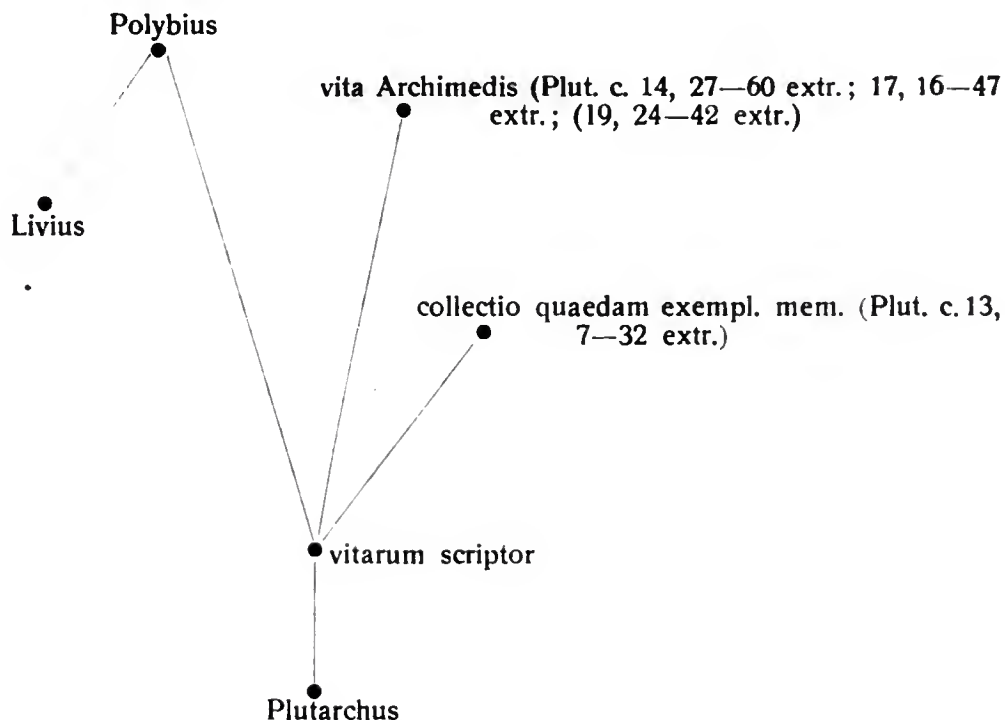 Polybius
vita Archimedis (Plut. c. 14, 27—60 extr.; 17, 16—47
extr.; (19, 24—42 extr.)
Livius
collectio quaedam exempl. mem. (Plut. c. 13,
7—32 extr.)
vitarum scriptor
Plutarchus